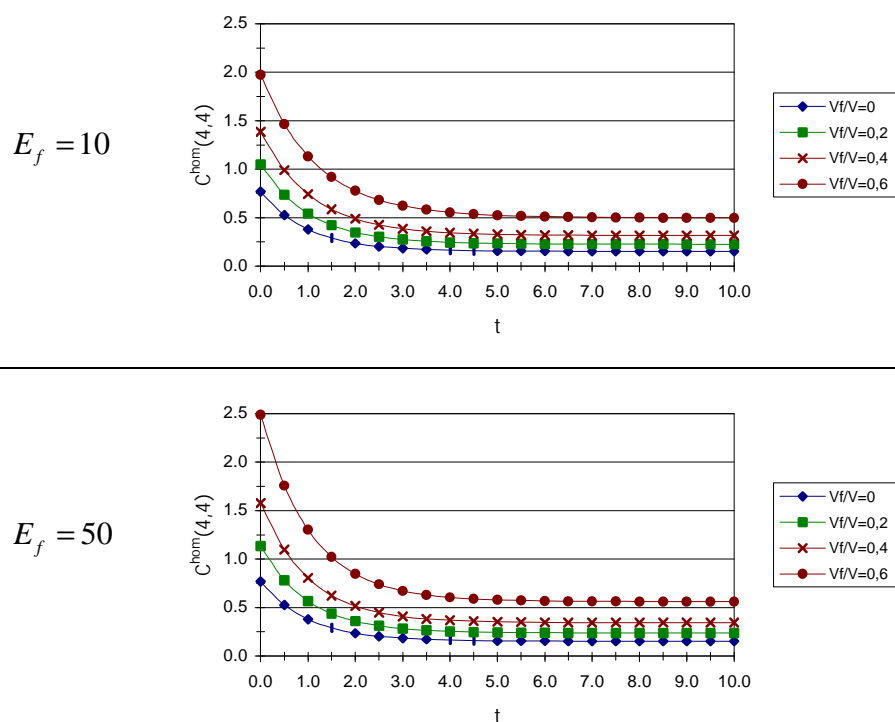 2.5
2.0
1.5
1.0
0.5
0.0
C^hom(4,4)
0.0 1.0 2.0 3.0 4.0 5.0 6.0 7.0 8.0 9.0 10.0
t
E_f = 10
Vf/V=0
Vf/V=0,2
Vf/V=0,4
Vf/V=0,6
2.5
2.0
1.5
1.0
0.5
0.0
C^hom(4,4)
0.0 1.0 2.0 3.0 4.0 5.0 6.0 7.0 8.0 9.0 10.0
t
E_f = 50
Vf/V=0
Vf/V=0,2
Vf/V=0,4
Vf/V=0,6